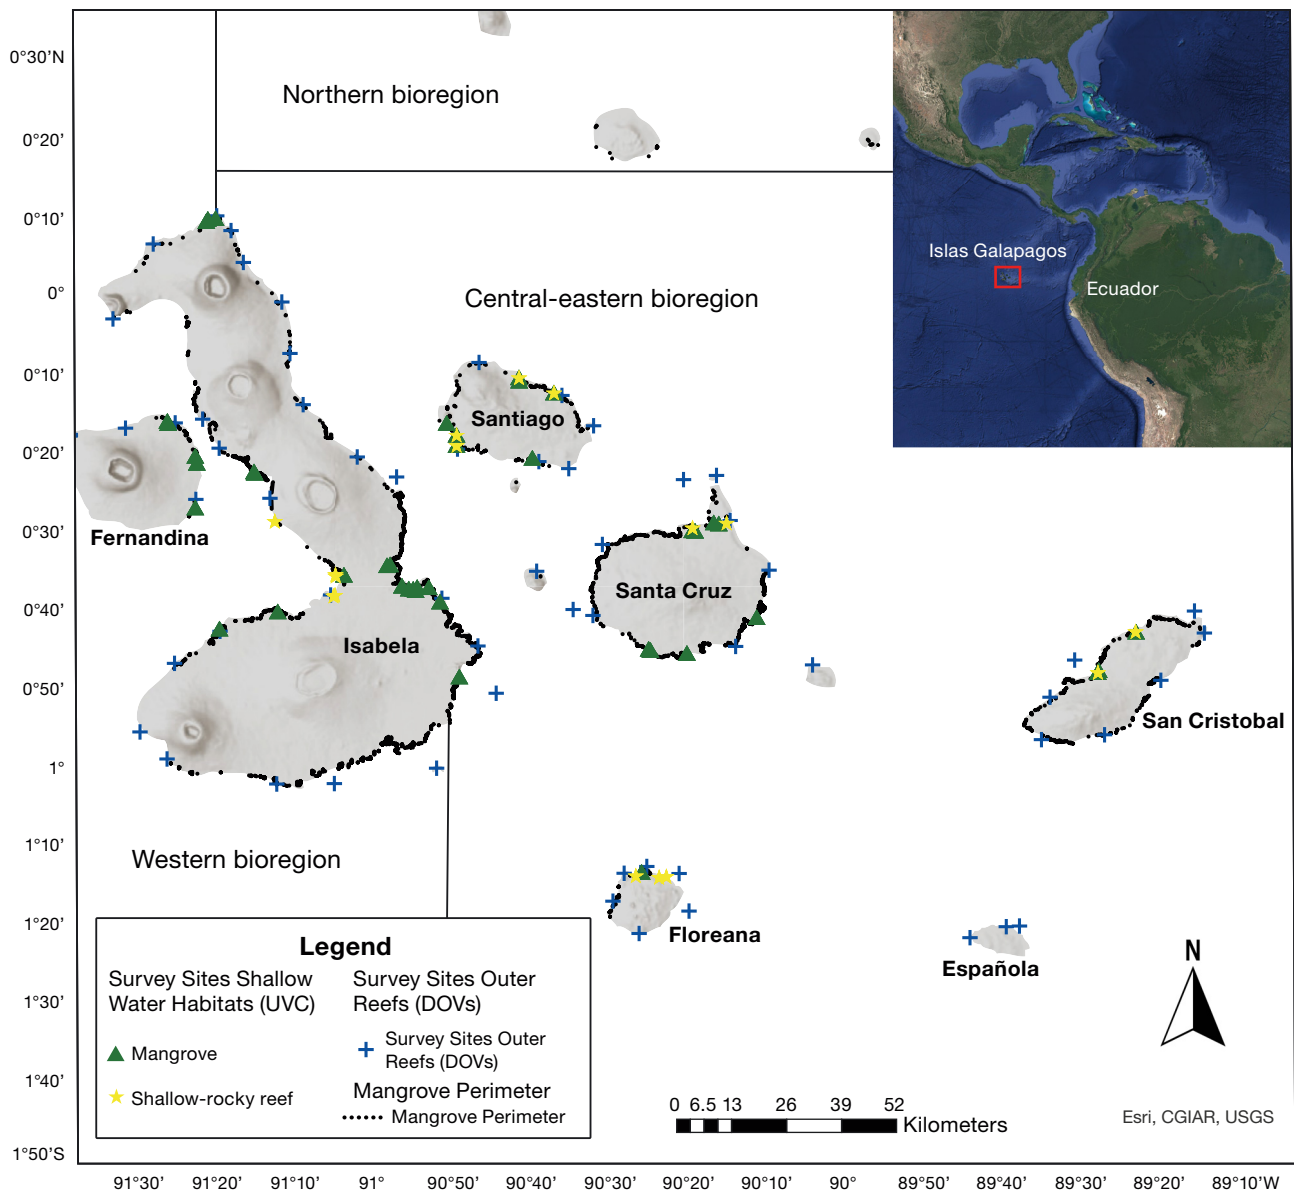 0°30’N
0°20’
0°10’
0°
0°10’
0°20’
0°30’
0°40’
0°50’
1°
1°10’
1°20’
1°30’
1°40’
1°50’S
Northern bioregion
Central-eastern bioregion
Western bioregion
Islas Galapagos
Ecuador
Santiago
Fernandina
Santa Cruz
Isabela
San Cristobal
Floreana
Española
Legend
Survey Sites Shallow
Water Habitats (UVC)
Mangrove
Shallow-rocky reef
Survey Sites Outer
Reefs (DOVs)
Survey Sites Outer
Reefs (DOVs)
Mangrove Perimeter
Mangrove Perimeter
N
0 6.5 13 26 39 52
Kilometers
Esri, CGIAR, USGS
91°30’ 91°20’ 91°10’ 91° 90°50’ 90°40’ 90°30’ 90°20’ 90°10’ 90° 89°50’ 89°40’ 89°30’ 89°20’ 89°10’W